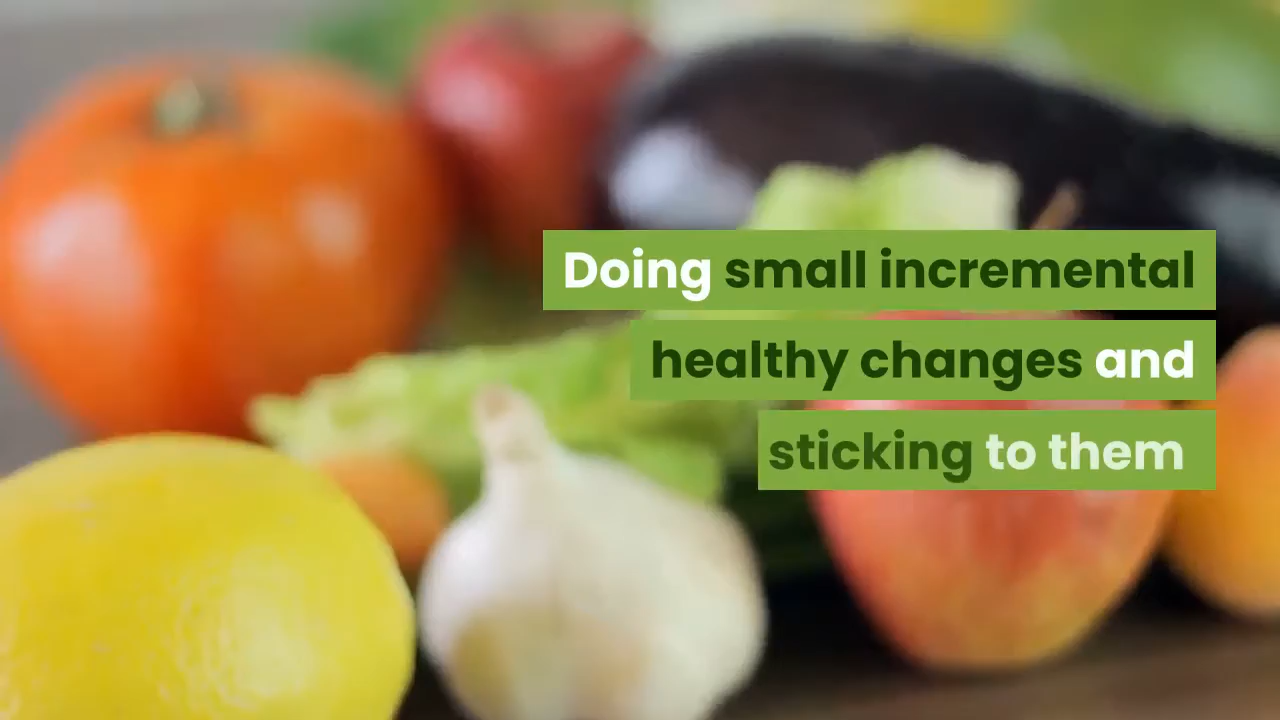 Doing small incremental
healthy changes and
sticking to them